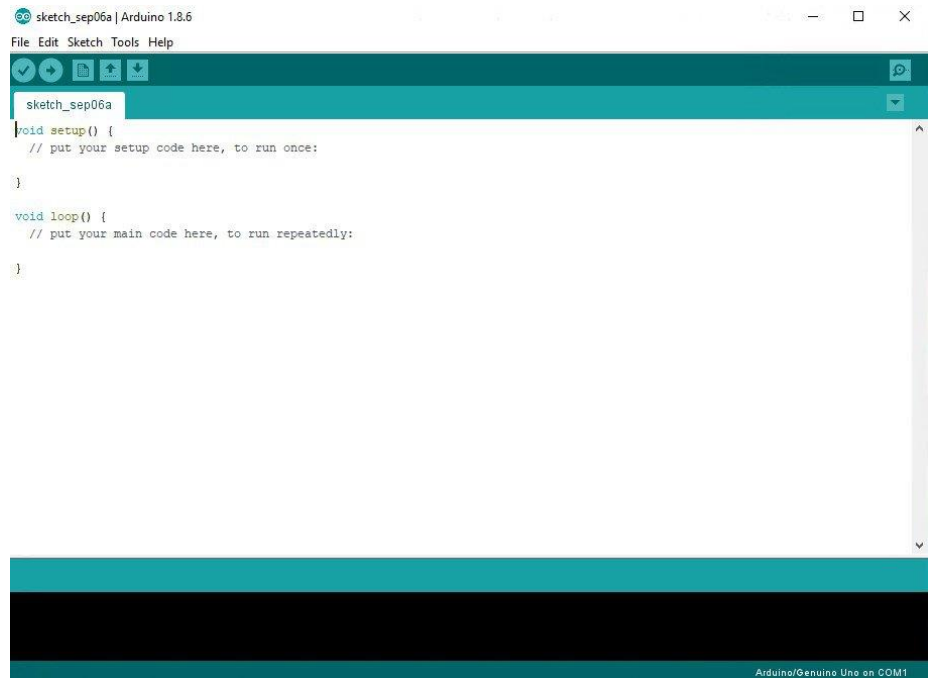 sketch_sep06a | Arduino 1.8.6
File Edit Sketch Tools Help
sketch_sep06a
void setup() {
  // put your setup code here, to run once:
}
void loop() {
  // put your main code here, to run repeatedly:
}
Arduino/Genuino Uno on COM1